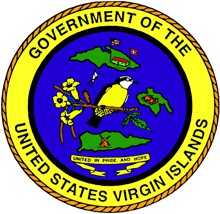 GOVERNMENT OF THE
UNITED IN PRIDE AND HOPE
UNITED STATES VIRGIN ISLANDS